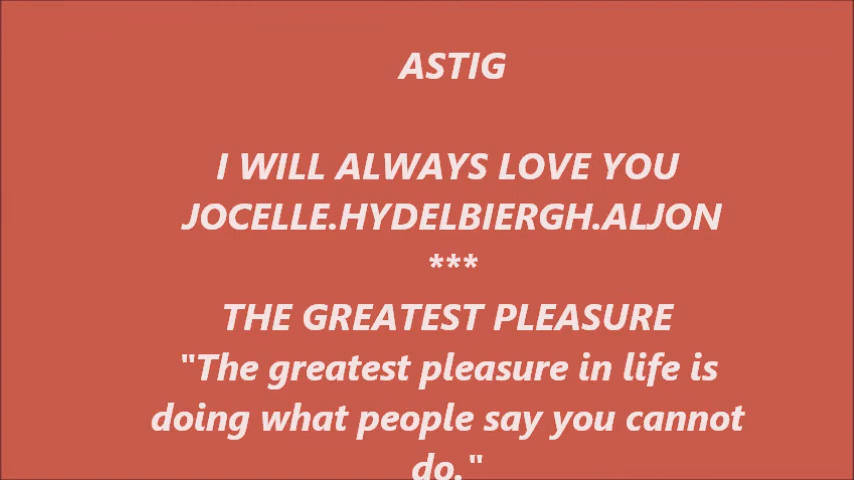 ASTIG
I WILL ALWAYS LOVE YOU
JOCELLE.HYDELBIERGH.ALJON
***
THE GREATEST PLEASURE
"The greatest pleasure in life is
doing what people say you cannot
do."